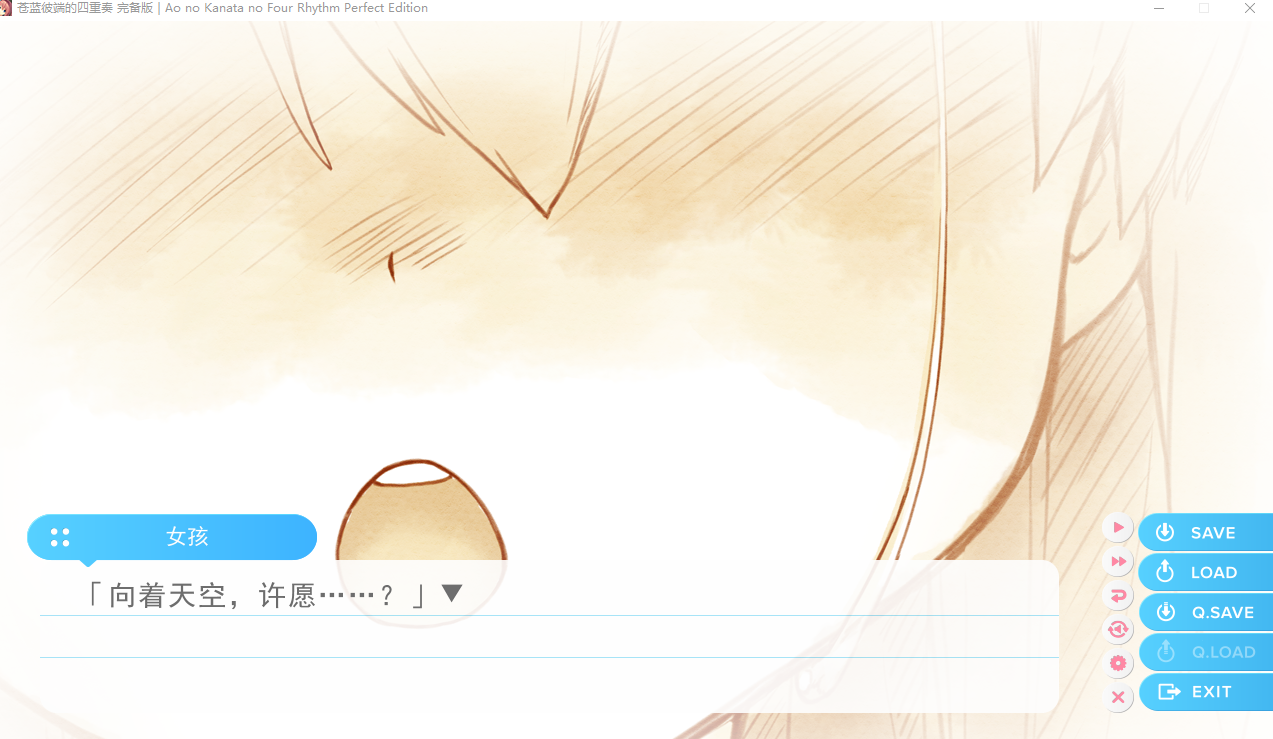 苍蓝彼端的四重奏 完备版 | Ao no Kanata no Four Rhythm Perfect Edition
女孩
「向着天空，许愿……？」▼
SAVE
LOAD
Q.SAVE
Q.LOAD
EXIT